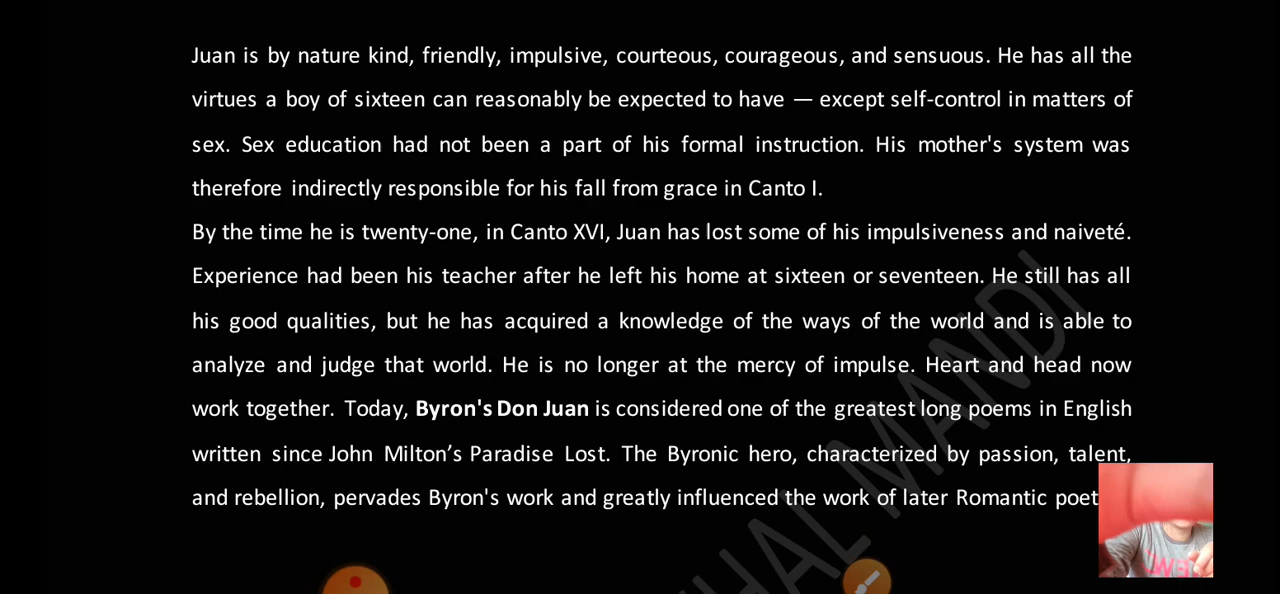 Juan is by nature kind, friendly, impulsive, courteous, courageous, and sensuous. He has all the
virtues a boy of sixteen can reasonably be expected to have — except self-control in matters of
sex. Sex education had not been a part of his formal instruction. His mother's system was
therefore indirectly responsible for his fall from grace in Canto I.
By the time he is twenty-one, in Canto XVI, Juan has lost some of his impulsiveness and naiveté.
Experience had been his teacher after he left his home at sixteen or seventeen. He still has all
his good qualities, but he has acquired a knowledge of the ways of the world and is able to
analyze and judge that world. He is no longer at the mercy of impulse. Heart and head now
work together. Today, Byron's Don Juan is considered one of the greatest long poems in English
written since John Milton’s Paradise Lost. The Byronic hero, characterized by passion, talent,
and rebellion, pervades Byron's work and greatly influenced the work of later Romantic poet
MANDI